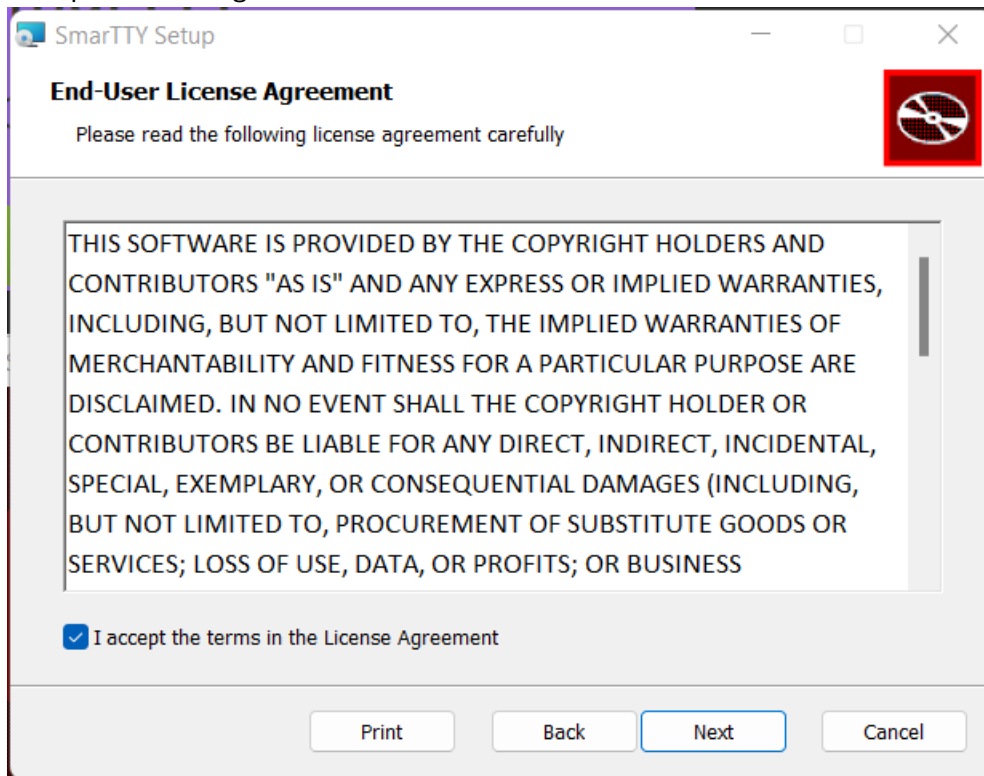 SmarTTY Setup
End-User License Agreement
Please read the following license agreement carefully
THIS SOFTWARE IS PROVIDED BY THE COPYRIGHT HOLDERS AND
CONTRIBUTORS "AS IS" AND ANY EXPRESS OR IMPLIED WARRANTIES,
INCLUDING, BUT NOT LIMITED TO, THE IMPLIED WARRANTIES OF
MERCHANTABILITY AND FITNESS FOR A PARTICULAR PURPOSE ARE
DISCLAIMED. IN NO EVENT SHALL THE COPYRIGHT HOLDER OR
CONTRIBUTORS BE LIABLE FOR ANY DIRECT, INDIRECT, INCIDENTAL,
SPECIAL, EXEMPLARY, OR CONSEQUENTIAL DAMAGES (INCLUDING,
BUT NOT LIMITED TO, PROCUREMENT OF SUBSTITUTE GOODS OR
SERVICES; LOSS OF USE, DATA, OR PROFITS; OR BUSINESS
I accept the terms in the License Agreement
Print Back Next Cancel